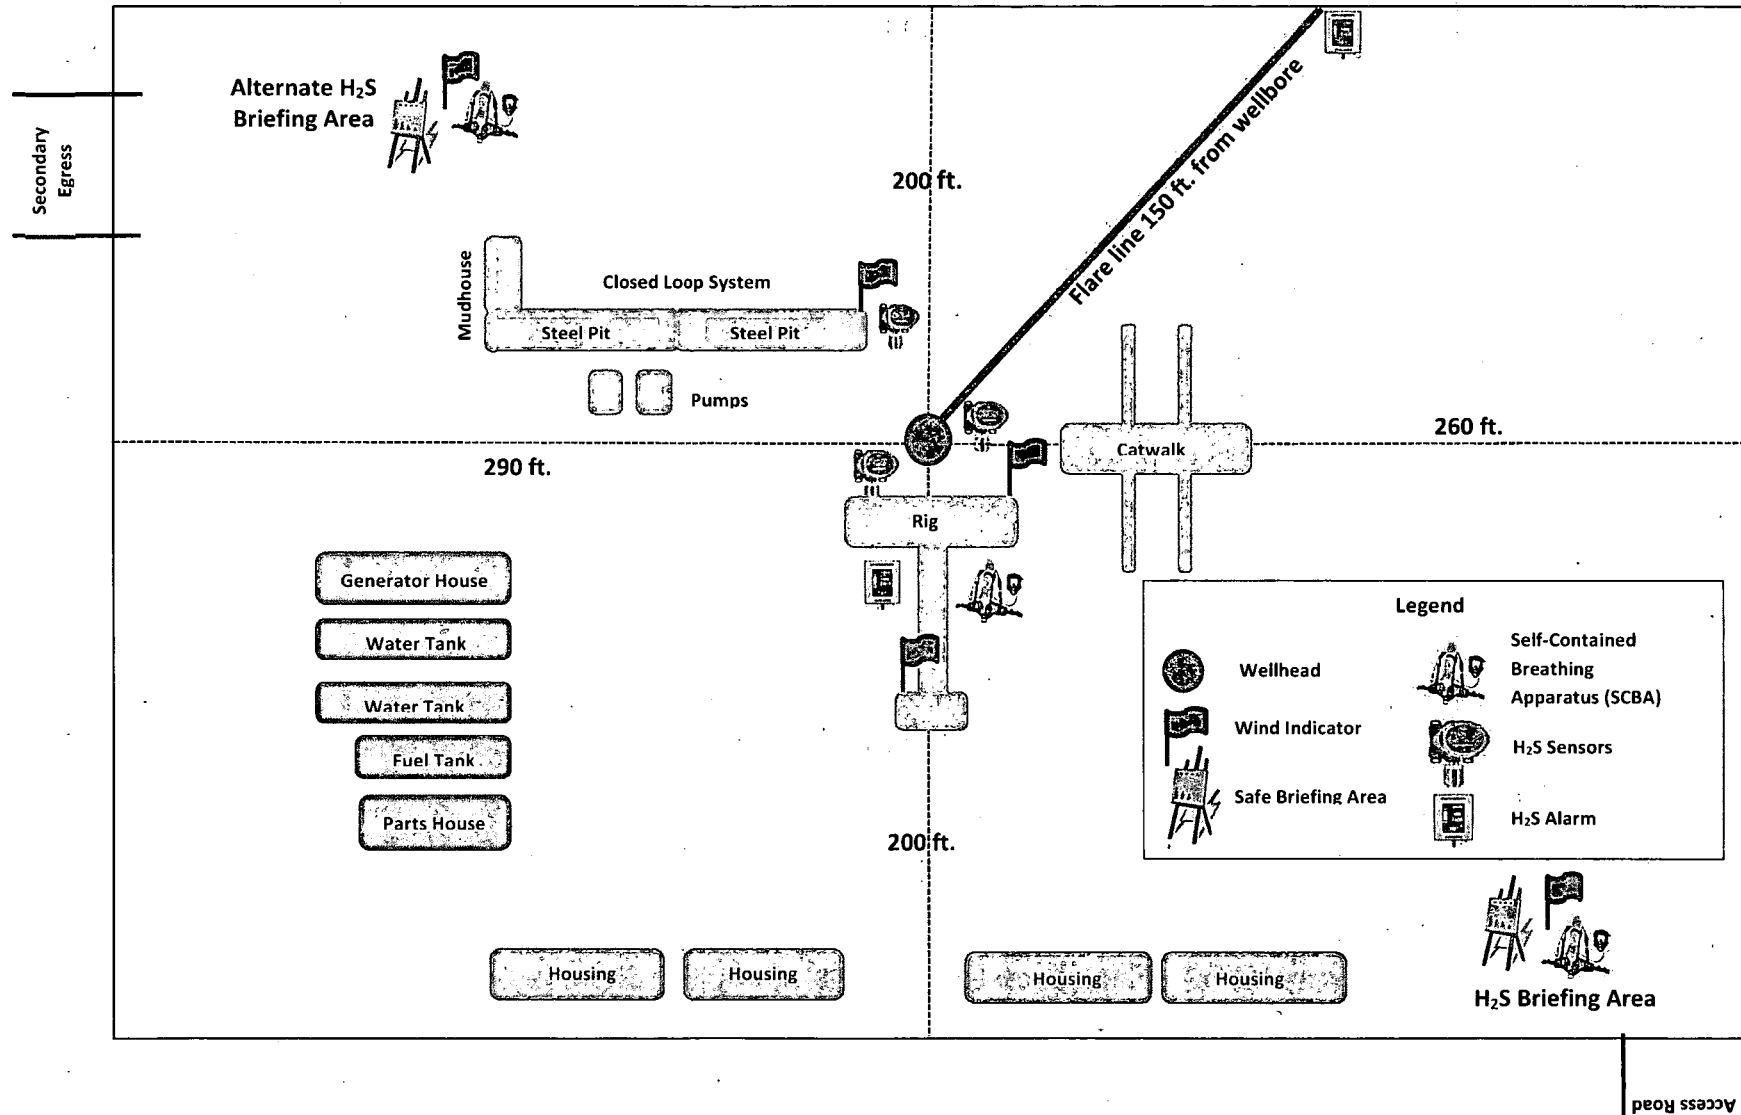 Alternate H₂S
Briefing Area
Secondary
Egress
200 ft.
Flare line 150 ft. from wellbore
Mudhouse
Closed Loop System
Steel Pit
Steel Pit
Pumps
260 ft.
Catwalk
290 ft.
Rig
Generator House
Water Tank
Water Tank
Fuel Tank
Parts House
Legend
Wellhead
Wind Indicator
Safe Briefing Area
Self-Contained
Breathing
Apparatus (SCBA)
H₂S Sensors
H₂S Alarm
200 ft.
Housing
Housing
Housing
Housing
H₂S Briefing Area
Access Road